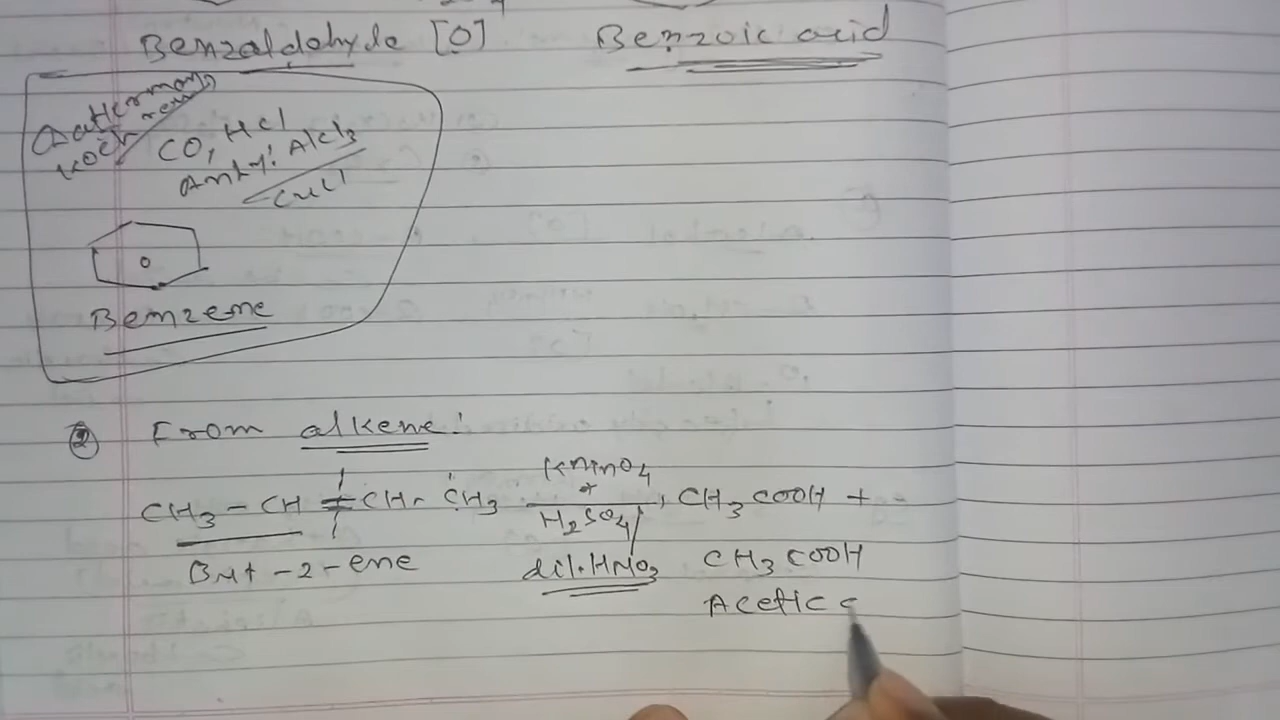 Benzaldehyde [O] Benzoic acid
Gattermann
Koch rexn
CO, HCl
Anhy. AlCl3
CuCl
Benzene
② From alkene:
CH3 - CH = CH - CH3 KMnO4 CH3COOH +
+
H2SO4/
But-2-ene dil. HNO3 CH3COOH
Acetic